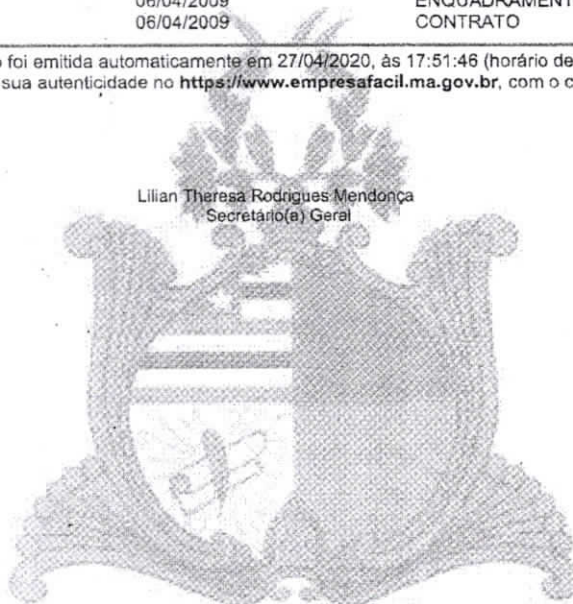 06/04/2009 ENQUADRAMENT
06/04/2009 CONTRATO
o foi emitida automaticamente em 27/04/2020, às 17:51:46 (horário de
sua autenticidade no https://www.empresafacil.ma.gov.br, com o c
Lilian Theresa Rodrigues Mendonça
Secretário(a) Geral